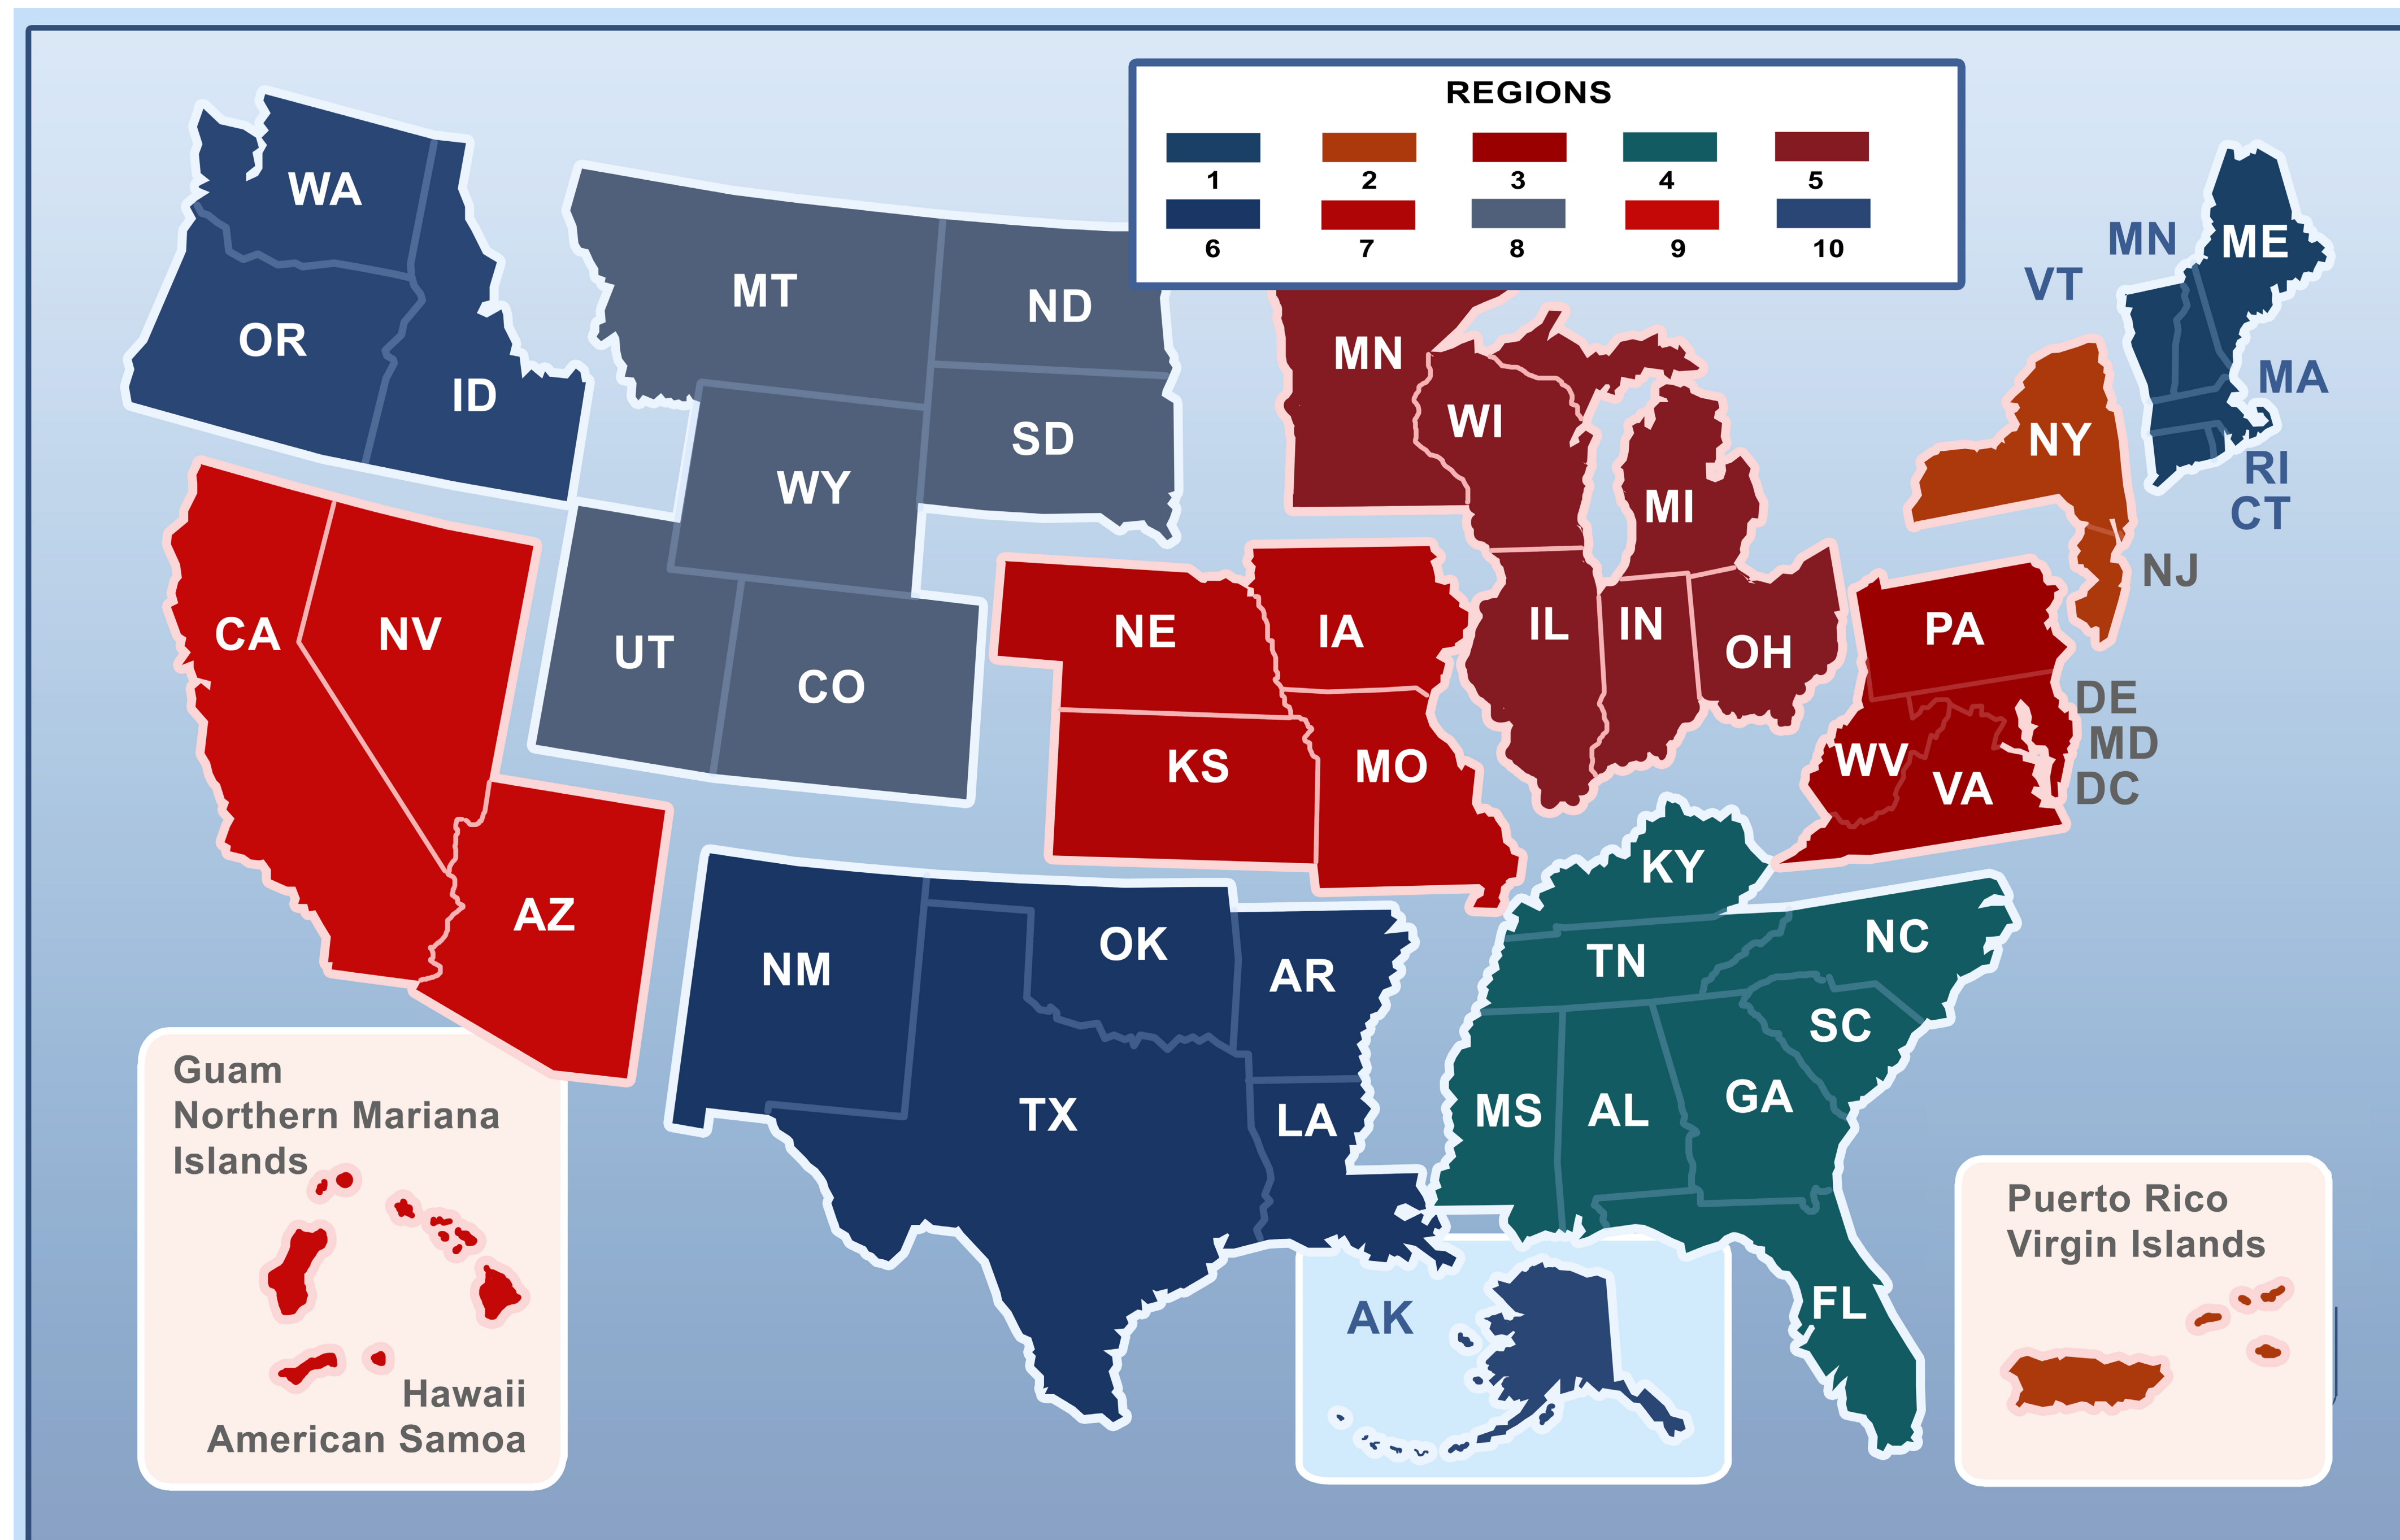 REGIONS
1 2 3 4 5
6 7 8 9 10
WA
MT
ND
OR
ID
SD
WY
MN
WI
MI
MN
ME
VT
MA
NY
RI
CT
NJ
CA
NV
UT
CO
NE
IA
IL
IN
OH
PA
KS
MO
WV
VA
DE
MD
DC
AZ
NM
OK
AR
KY
TN
NC
SC
TX
LA
MS
AL
GA
FL
Guam
Northern Mariana
Islands
Hawaii
American Samoa
AK
Puerto Rico
Virgin Islands